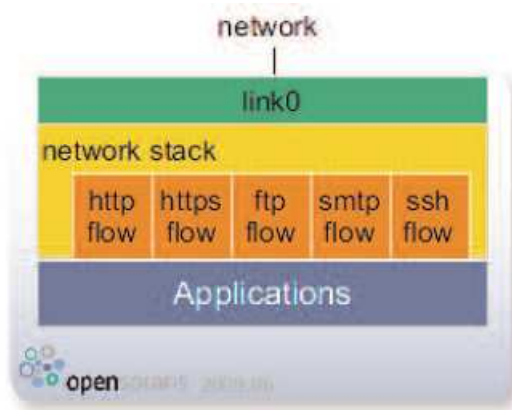 network
link0
network stack
http flow
https flow
ftp flow
smtp flow
ssh flow
Applications
open